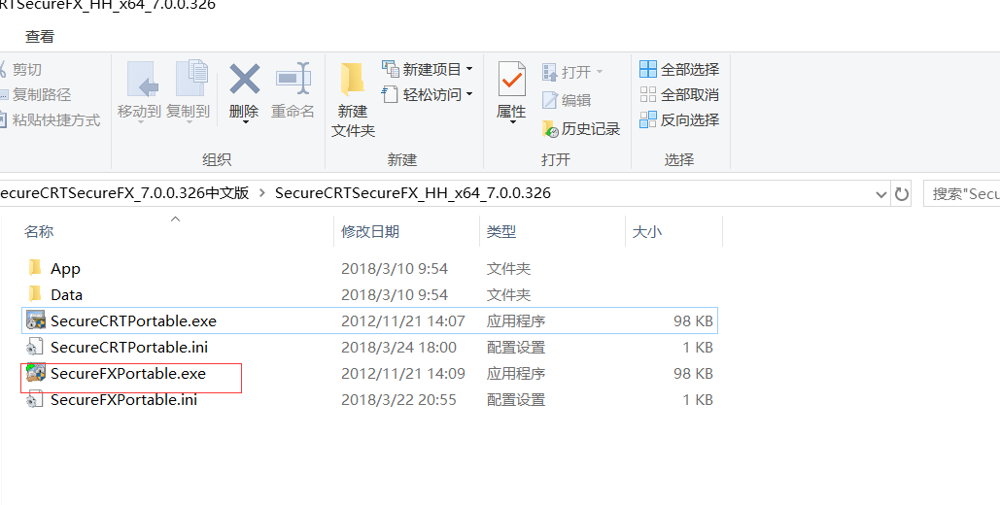 CRTSecureFX_HH_x64_7.0.0.326
查看
剪切
复制路径
粘贴快捷方式
移动到
复制到
删除
重命名
组织
新建
文件夹
新建项目
轻松访问
新建
属性
打开
编辑
历史记录
打开
全部选择
全部取消
反向选择
选择
ecureCRTSecureFX_7.0.0.326中文版 > SecureCRTSecureFX_HH_x64_7.0.0.326
搜索"Secu
名称 修改日期 类型 大小
App 2018/3/10 9:54 文件夹
Data 2018/3/10 9:54 文件夹
SecureCRTPortable.exe 2012/11/21 14:07 应用程序 98 KB
SecureCRTPortable.ini 2018/3/24 18:00 配置设置 1 KB
SecureFXPortable.exe 2012/11/21 14:09 应用程序 98 KB
SecureFXPortable.ini 2018/3/22 20:55 配置设置 1 KB